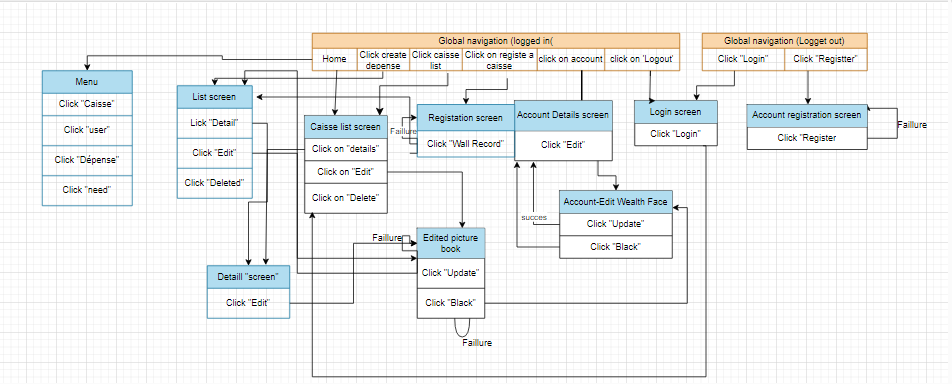 Global navigation (logged in(
Home
Click create
depense
Click caisse
list
Click on registe a
caisse
click on account
click on 'Logout'
Global navigation (Logget out)
Click "Login"
Click "Registter"
Menu
Click "Caisse"
Click "user"
Click "Dépense"
Click "need"
List screen
Lick "Detail"
Click "Edit"
Click "Deleted"
Caisse list screen
Click on "details"
Click on "Edit"
Click on "Delete"
Faillure
Registation screen
Click "Wall Record"
Account Details screen
Click "Edit"
Login screen
Click "Login"
Account registration screen
Click "Register
Faillure
succes
Account-Edit Wealth Face
Click "Update"
Click "Black"
Faillure
Edited picture
book
Click "Update"
Click "Black"
Faillure
Detaill "screen"
Click "Edit"